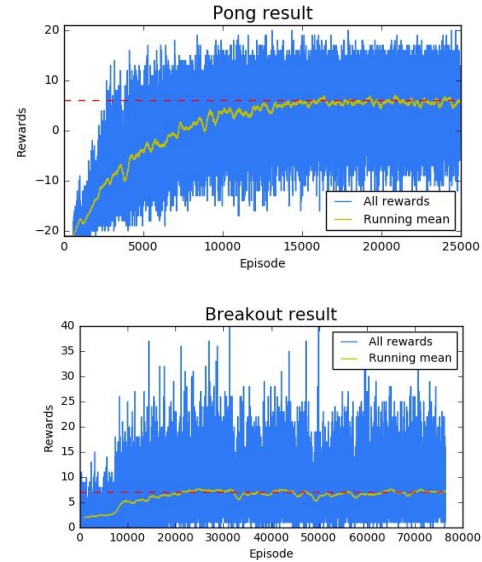 Pong result
20
10
0
−10
−20
Rewards
All rewards
Running mean
0 5000 10000 15000 20000 25000
Episode
Breakout result
40
35
30
25
20
15
10
5
0
Rewards
All rewards
Running mean
0 10000 20000 30000 40000 50000 60000 70000 80000
Episode